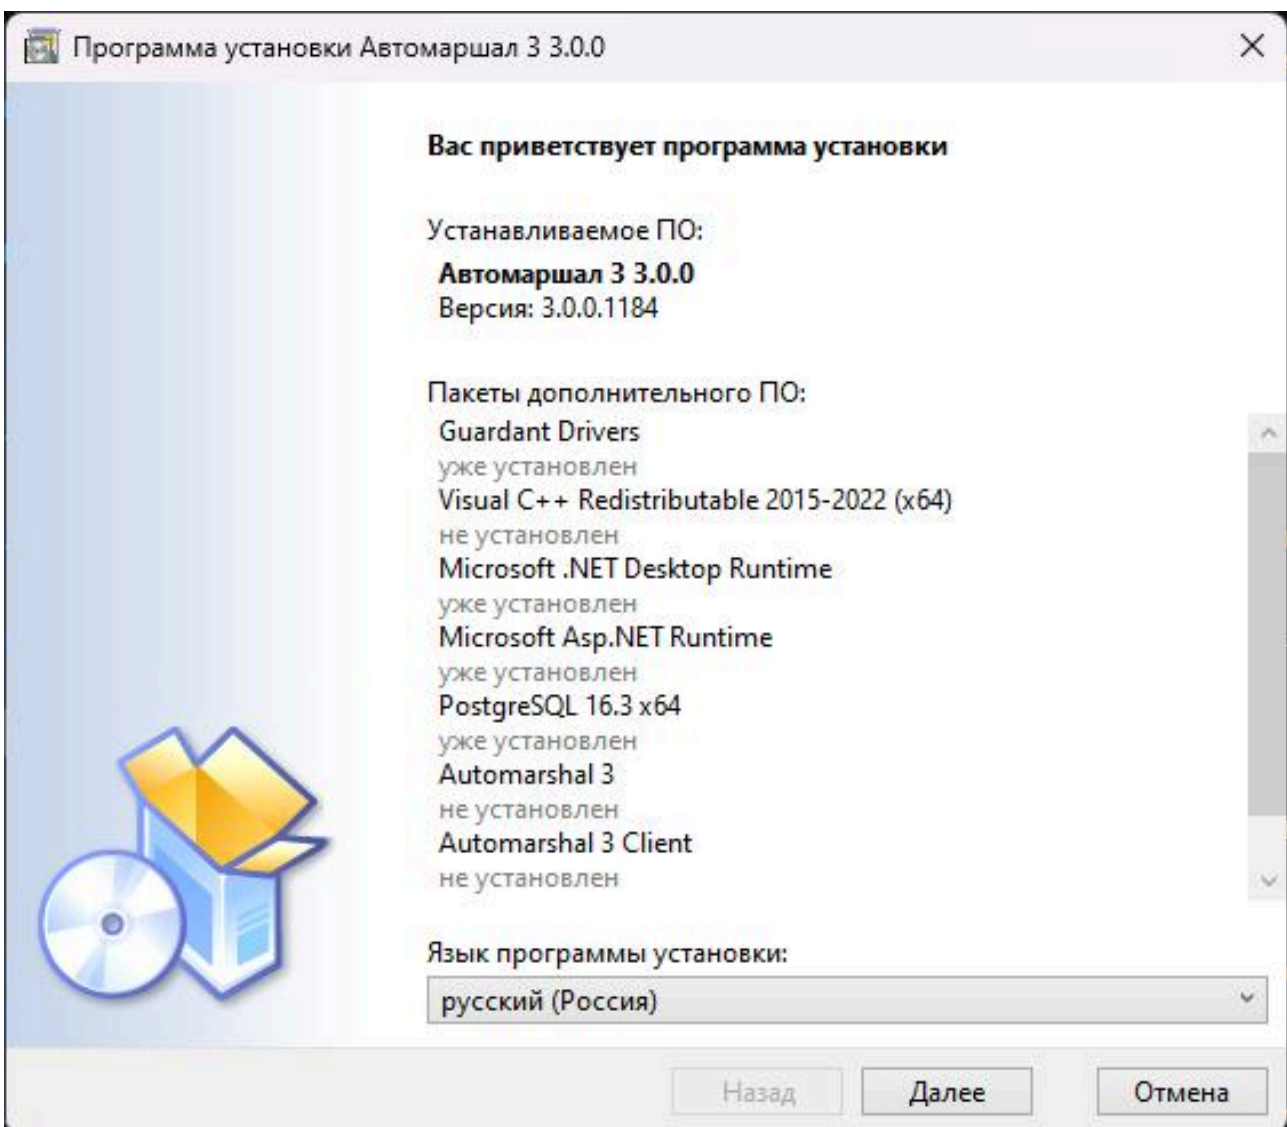 Программа установки Автомаршал 3 3.0.0
Вас приветствует программа установки
Устанавливаемое ПО:
Автомаршал 3 3.0.0
Версия: 3.0.0.1184
Пакеты дополнительного ПО:
Guardant Drivers
уже установлен
Visual C++ Redistributable 2015-2022 (x64)
не установлен
Microsoft .NET Desktop Runtime
уже установлен
Microsoft Asp.NET Runtime
уже установлен
PostgreSQL 16.3 x64
уже установлен
Automarshal 3
не установлен
Automarshal 3 Client
не установлен
Язык программы установки:
русский (Россия)
Назад Далее Отмена